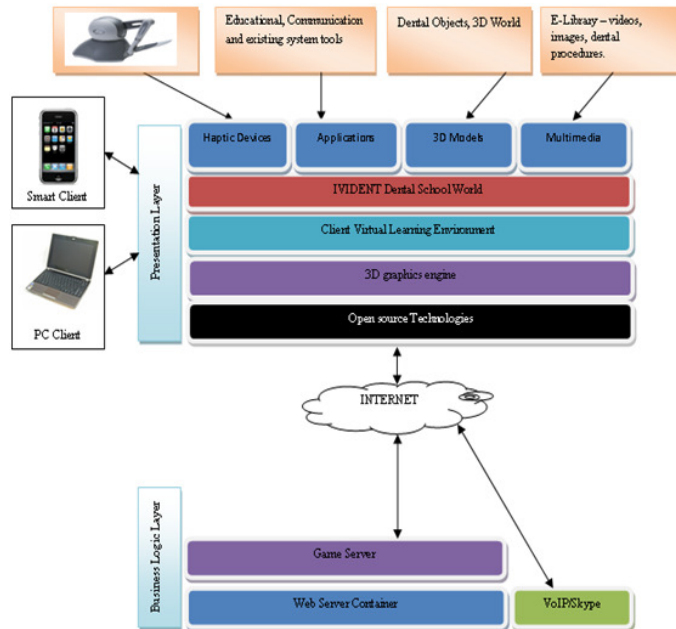 Educational, Communication
and existing system tools
Dental Objects, 3D World
E-Library – videos,
images, dental
procedures.
Smart Client
PC Client
Presentation Layer
Haptic Devices
Applications
3D Models
Multimedia
IVIDENT Dental School World
Client Virtual Learning Environment
3D graphics engine
Open source Technologies
INTERNET
Business Logic Layer
Game Server
Web Server Container
VoIP/Skype